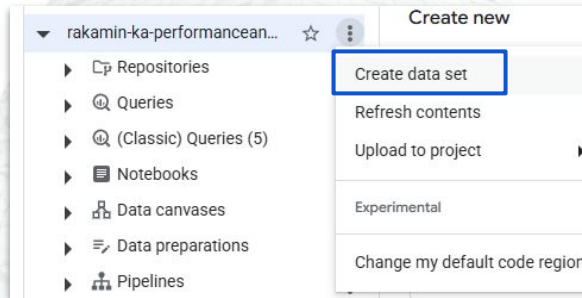 rakamin-ka-performancean...
Repositories
Queries
(Classic) Queries (5)
Notebooks
Data canvases
Data preparations
Pipelines
Create new
Create data set
Refresh contents
Upload to project
Experimental
Change my default code region